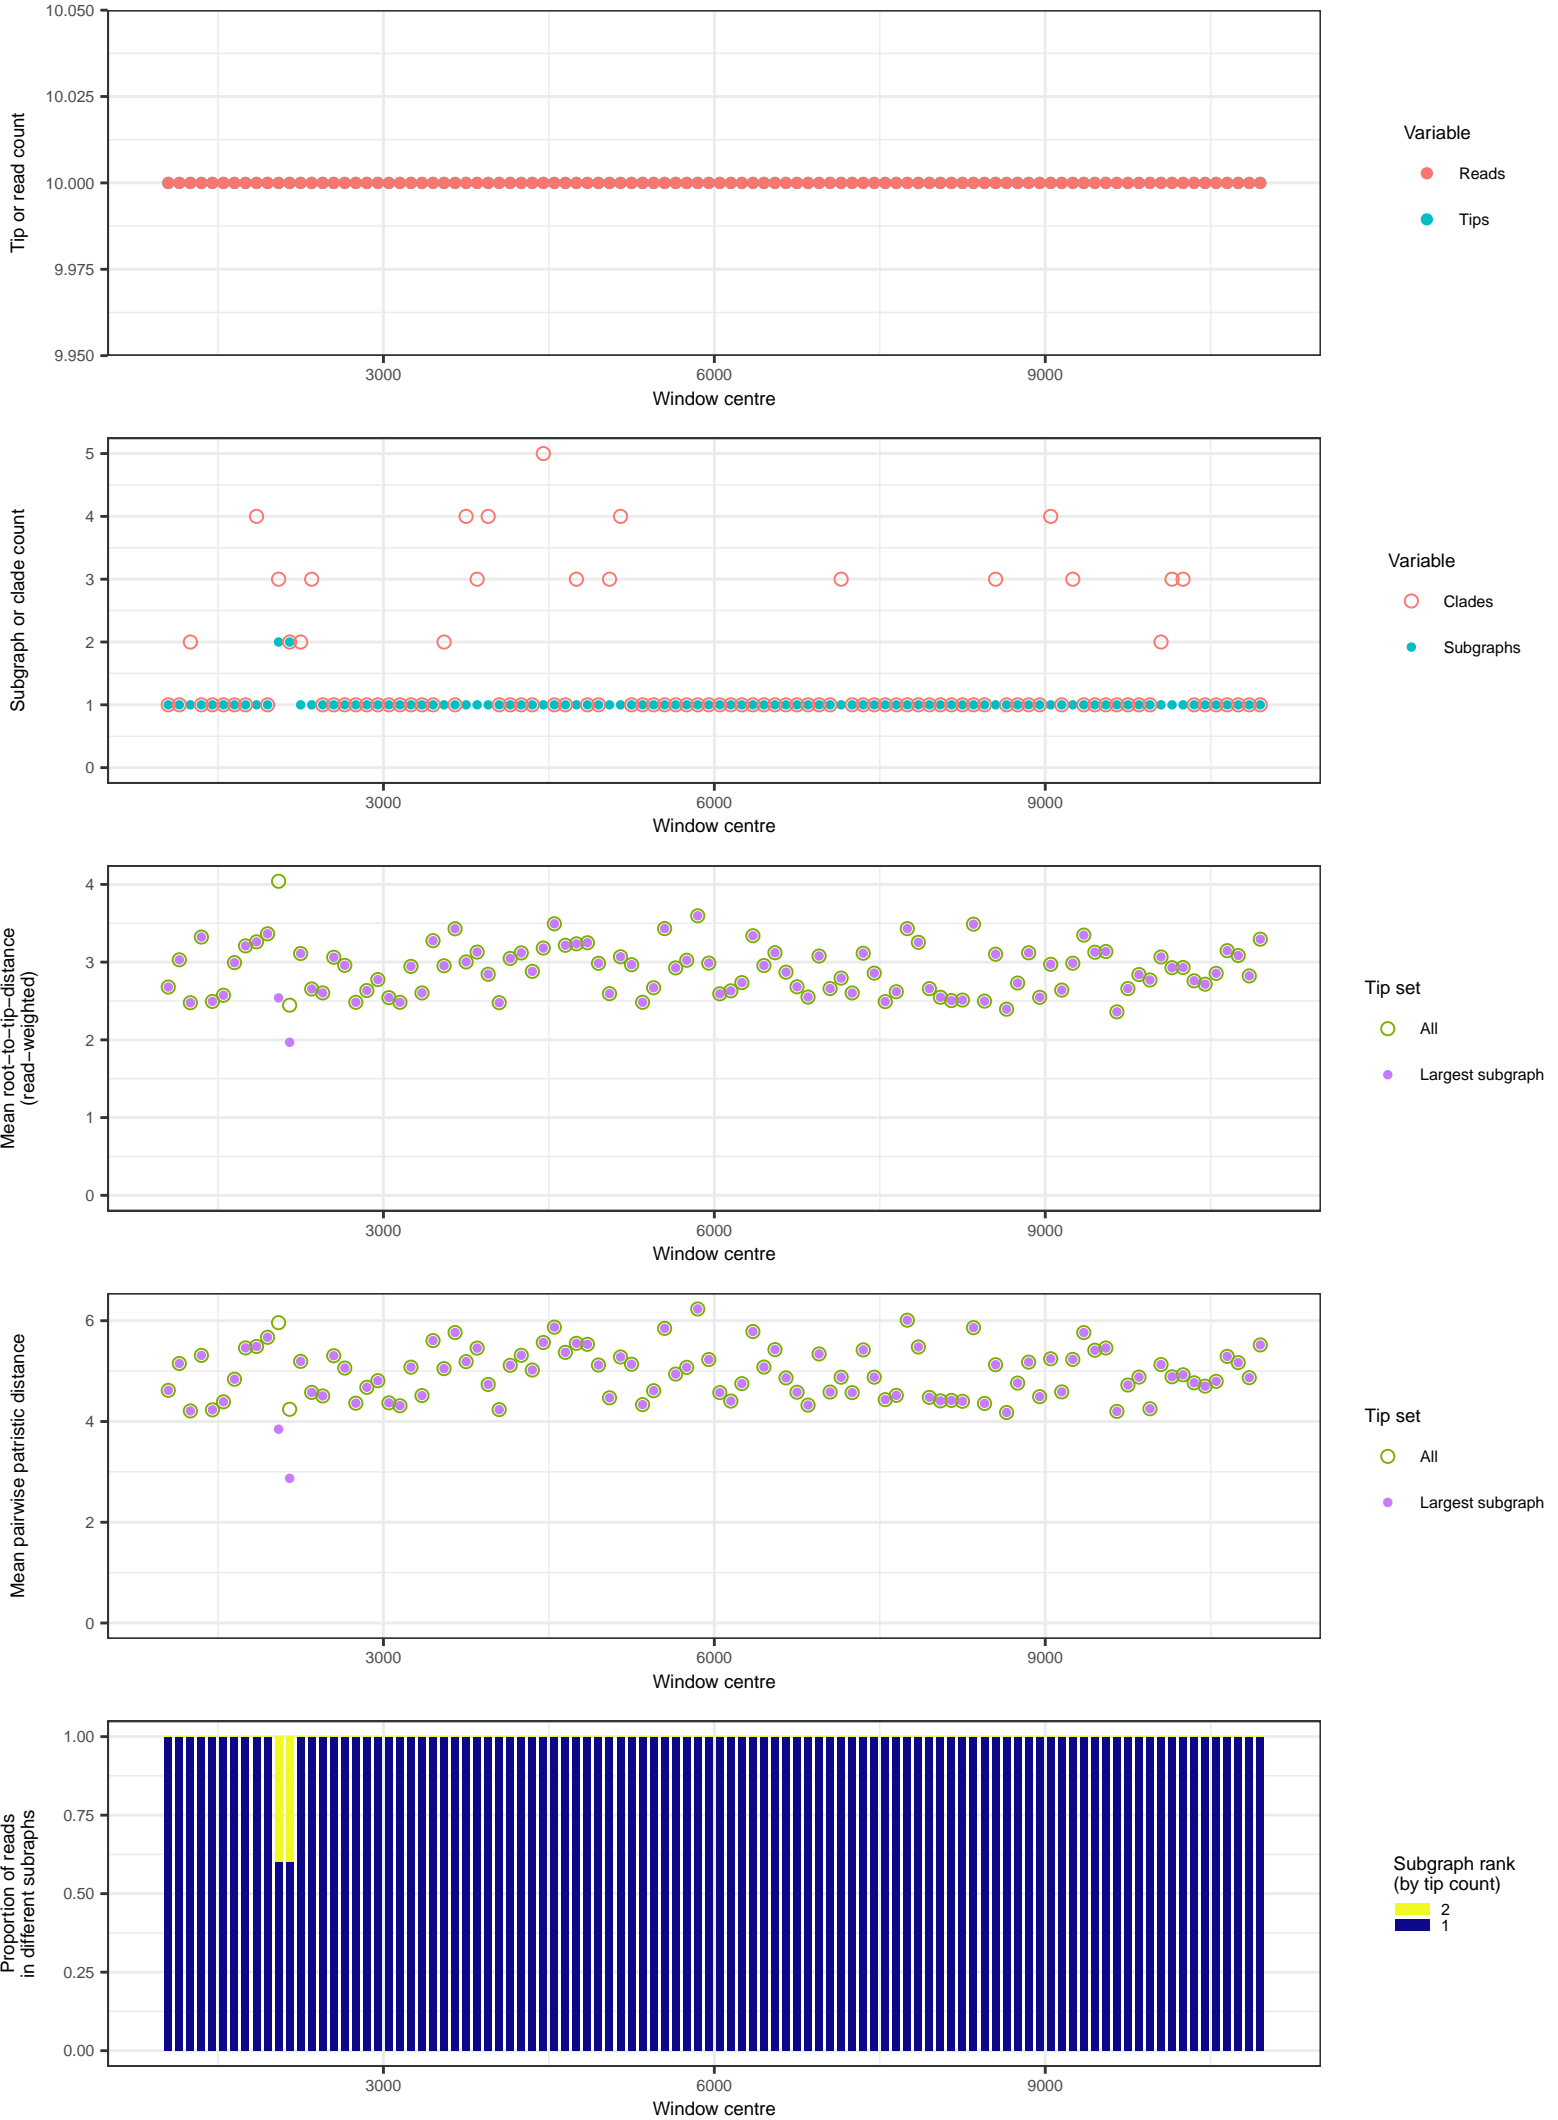 10.050
10.025
10.000
9.975
9.950
Tip or read count
3000 6000 9000
Window centre
Variable
Reads
Tips
5
4
3
2
1
0
Subgraph or clade count
3000 6000 9000
Window centre
Variable
Clades
Subgraphs
4
3
2
1
0
Mean root−to−tip−distance
(read−weighted)
3000 6000 9000
Window centre
Tip set
All
Largest subgraph
6
4
2
0
Mean pairwise patristic distance
3000 6000 9000
Window centre
Tip set
All
Largest subgraph
1.00
0.75
0.50
0.25
0.00
Proportion of reads
in different subraphs
3000 6000 9000
Window centre
Subgraph rank
(by tip count)
2
1